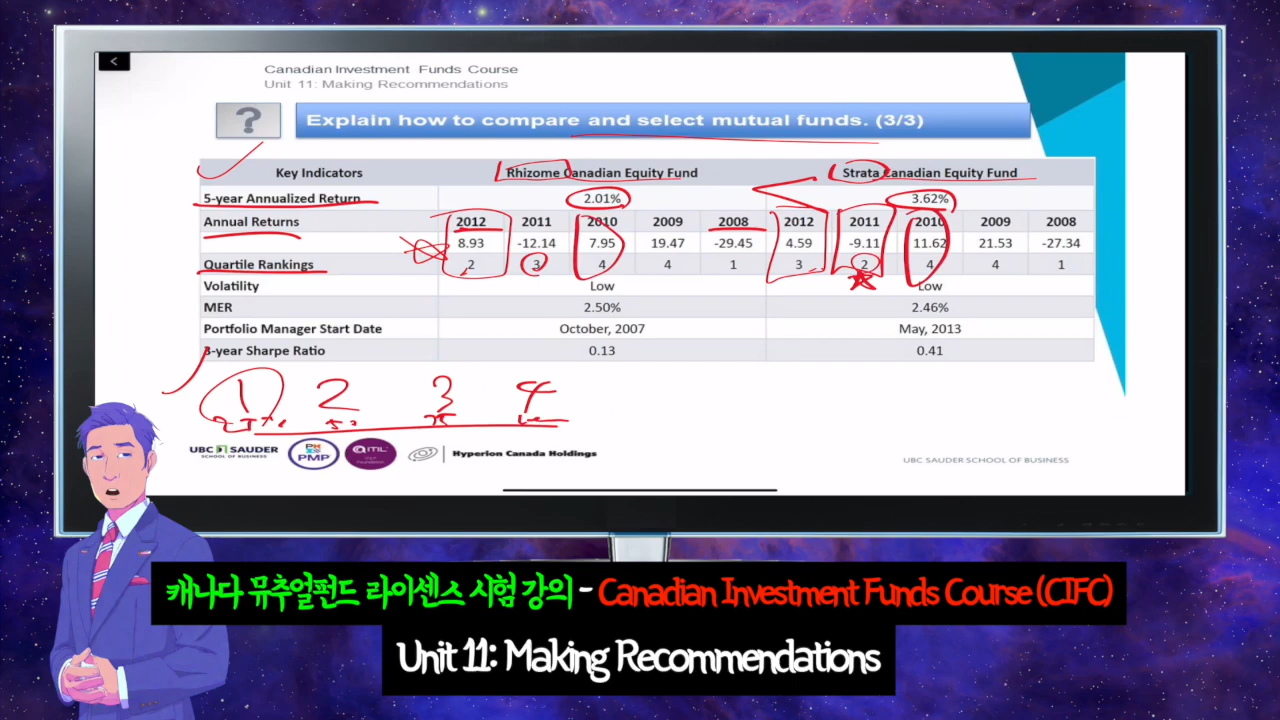 <
Canadian Investment Funds Course
Unit 11: Making Recommendations
?
Explain how to compare and select mutual funds. (3/3)
Key Indicators Rhizome Canadian Equity Fund Strata Canadian Equity Fund
5-year Annualized Return 2.01% 3.62%
Annual Returns 2012 2011 2010 2009 2008 2012 2011 2010 2009 2008
8.93 -12.14 7.95 19.47 -29.45 4.59 -9.11 11.62 21.53 -27.34
Quartile Rankings 2 3 4 4 1 3 2 4 4 1
Volatility Low Low
MER 2.50% 2.46%
Portfolio Manager Start Date October, 2007 May, 2013
3-year Sharpe Ratio 0.13 0.41
1 2 3 4
UBC SAUDER
SCHOOL OF BUSINESS
PMP
ITIL
Hyperion Canada Holdings
UBC SAUDER SCHOOL OF BUSINESS
캐나다 뮤추얼펀드 라이센스 시험 강의 - Canadian Investment Funds Course (CIFC)
Unit 11: Making Recommendations